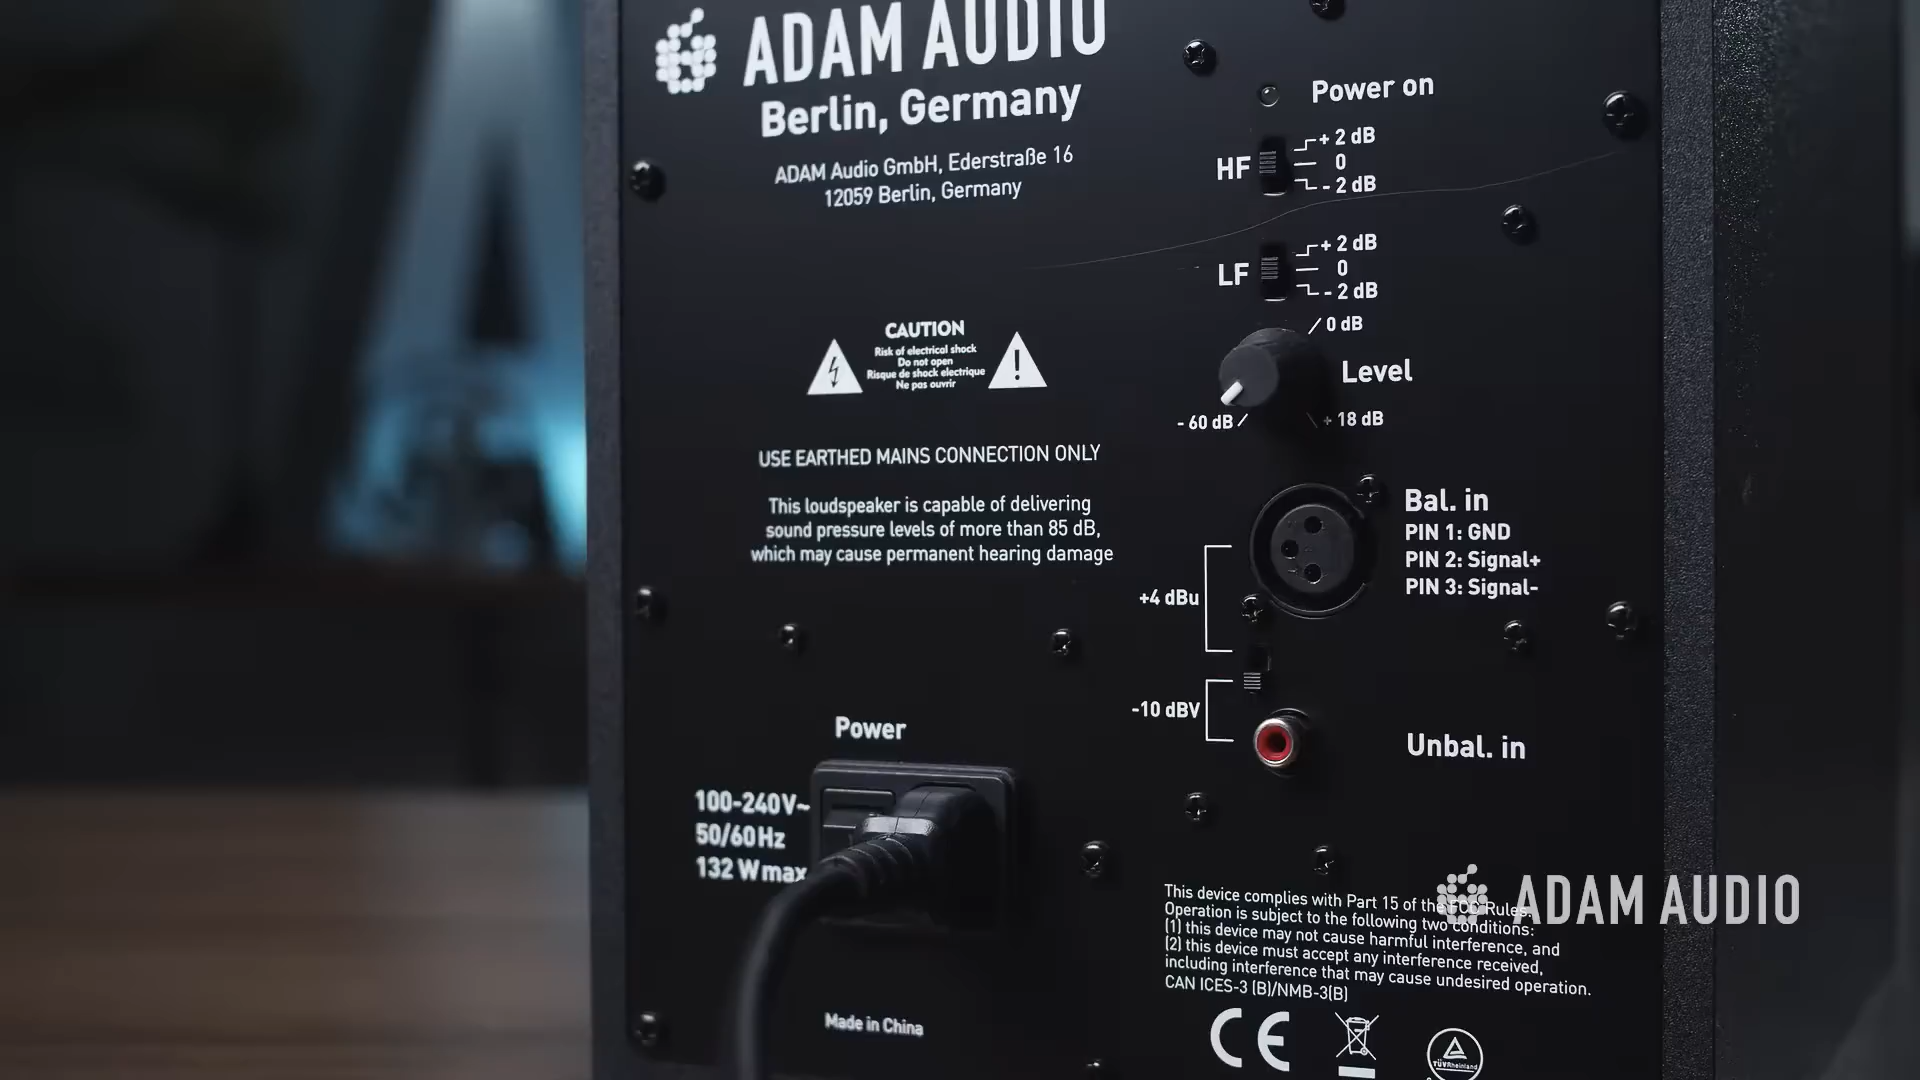 ADAM AUDIO
Berlin, Germany
ADAM Audio GmbH, Ederstraße 16
12059 Berlin, Germany
Power on
HF
+ 2 dB
0
- 2 dB
LF
+ 2 dB
0
- 2 dB
0 dB
Level
- 60 dB
+ 18 dB
CAUTION
Risk of electrical shock
Do not open
Risque de shock electrique
Ne pas ouvrir
USE EARTHED MAINS CONNECTION ONLY
This loudspeaker is capable of delivering
sound pressure levels of more than 85 dB,
which may cause permanent hearing damage
Bal. in
PIN 1: GND
PIN 2: Signal+
PIN 3: Signal-
+4 dBu
-10 dBV
Unbal. in
Power
100-240V~
50/60Hz
132 W max
Made in China
This device complies with Part 15 of the FCC Rules.
Operation is subject to the following two conditions:
(1) this device may not cause harmful interference, and
(2) this device must accept any interference received,
including interference that may cause undesired operation.
CAN ICES-3 (B)/NMB-3(B)
CE
TÜVRheinland
ADAM AUDIO